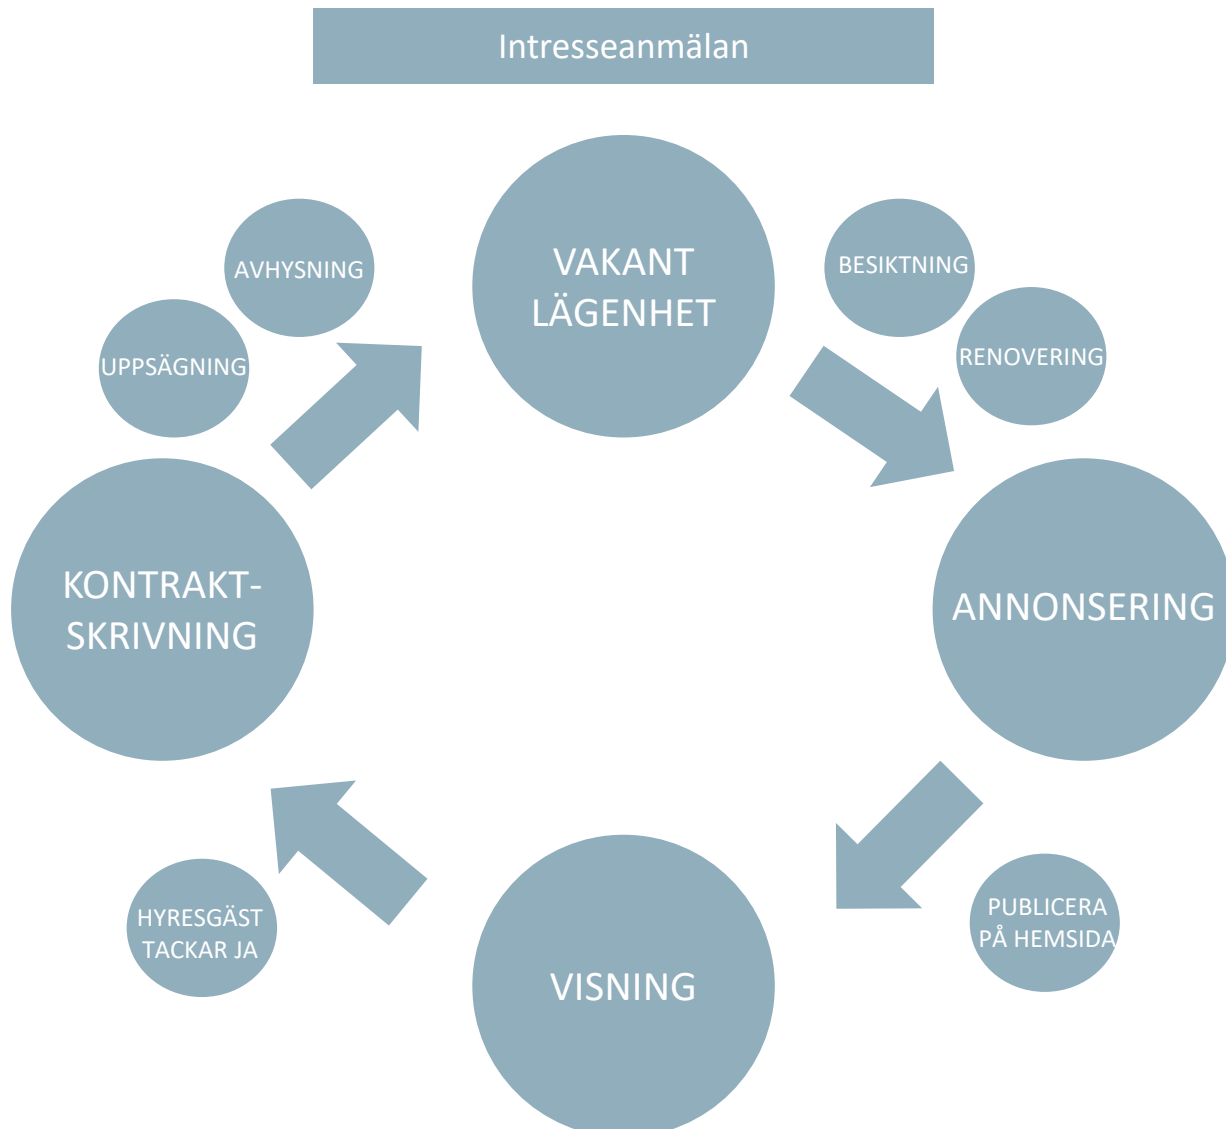 Intresseanmälan
VAKANT
LÄGENHET
BESIKTNING
RENOVERING
ANNONSERING
PUBLICERA
PÅ HEMSIDA
VISNING
HYRESGÄST
TACKAR JA
KONTRAKT-
SKRIVNING
UPPSÄGNING
AVHYSNING